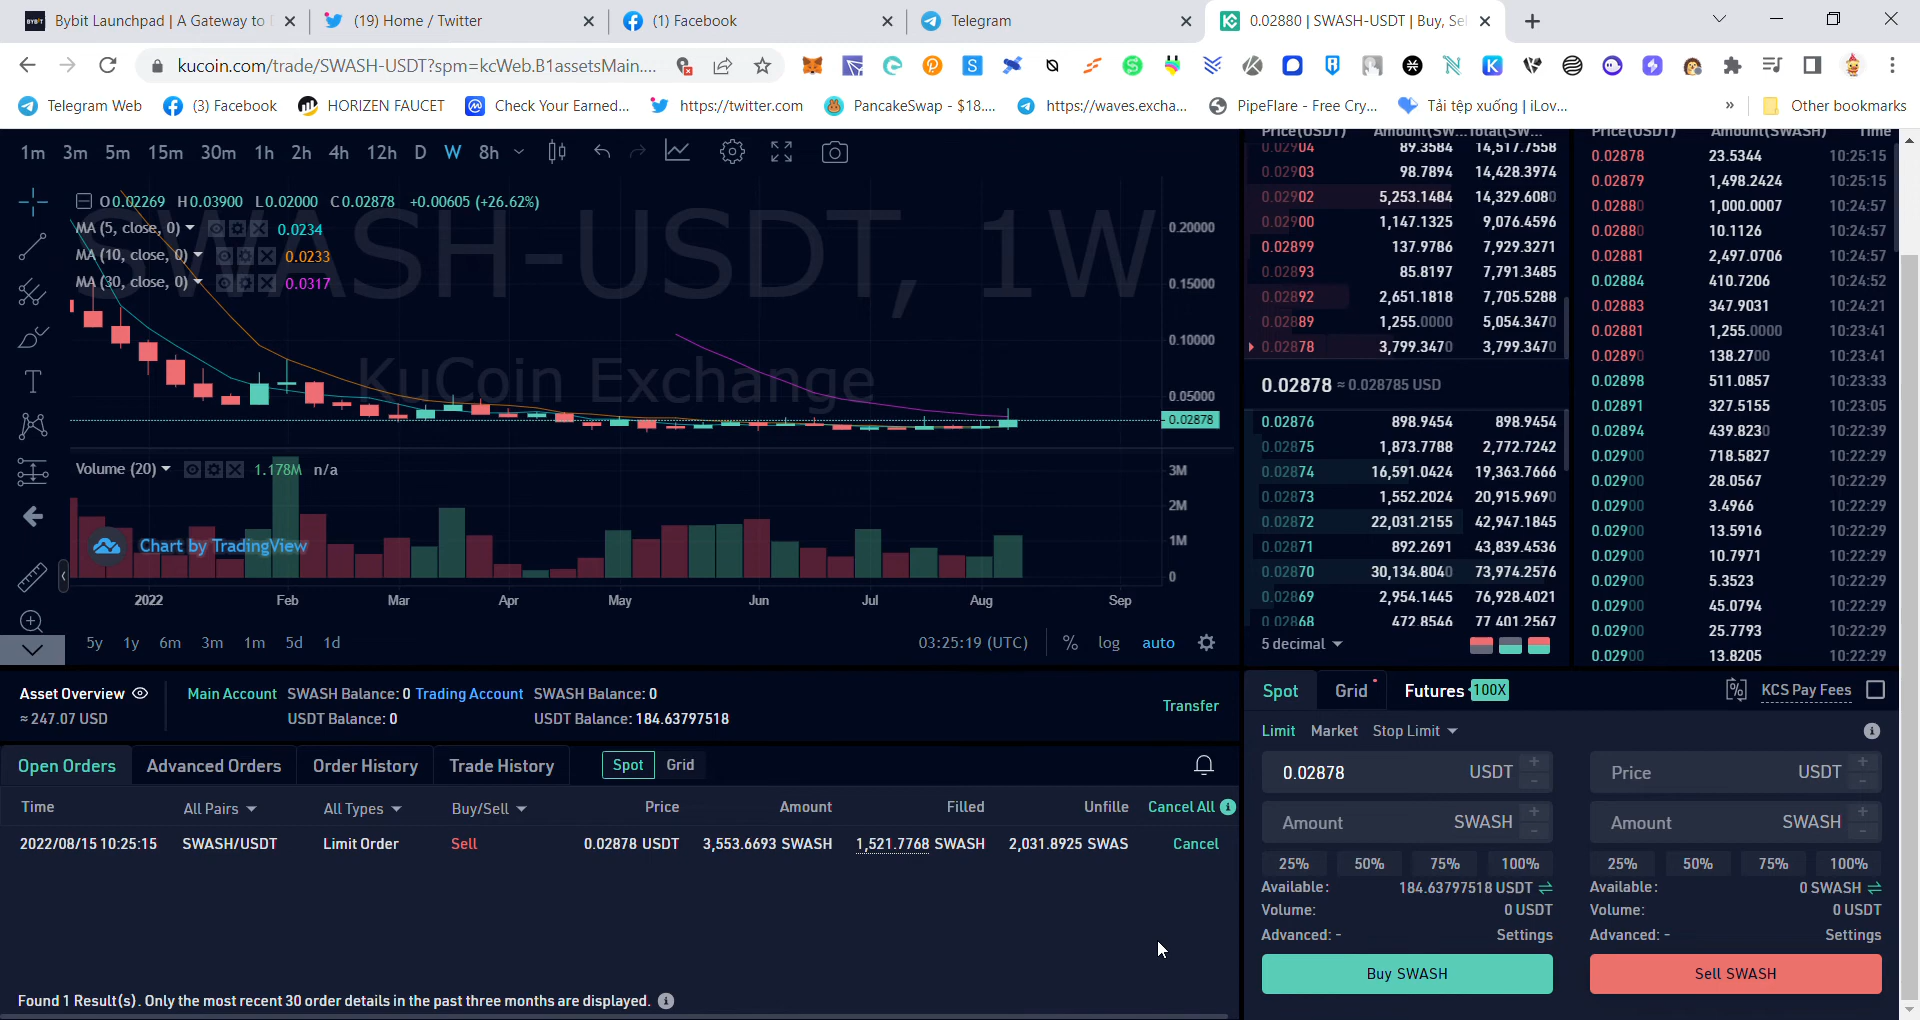 Bybit Launchpad | A Gateway to
(19) Home / Twitter
(1) Facebook
Telegram
0.02880 | SWASH-USDT | Buy, Se
kucoin.com/trade/SWASH-USDT?spm=kcWeb.B1assetsMain....
Telegram Web
(3) Facebook
HORIZEN FAUCET
Check Your Earned...
https://twitter.com
PancakeSwap - $18....
https://waves.excha...
PipeFlare - Free Cry...
Tải tệp xuống | iLov...
»
Other bookmarks
1m 3m 5m 15m 30m 1h 2h 4h 12h D W 8h
SWASH-USDT, 1W
KuCoin Exchange
O0.02269 H0.03900 L0.02000 C0.02878 +0.00605 (+26.62%)
MA (5, close, 0) 0.0234
MA (10, close, 0) 0.0233
MA (30, close, 0) 0.0317
0.20000
0.15000
0.10000
0.05000
0.02878
Volume (20) 1.178M n/a
3M
2M
1M
0
Chart by TradingView
2022 Feb Mar Apr May Jun Jul Aug Sep
5y 1y 6m 3m 1m 5d 1d
03:25:19 (UTC) % log auto
Price(USDT) Amount(SW... Total(SW...
0.02904 89.3584 14,517.7558
0.02903 98.7894 14,428.3974
0.02902 5,253.1484 14,329.6080
0.02900 1,147.1325 9,076.4596
0.02899 137.9786 7,929.3271
0.02893 85.8197 7,791.3485
0.02892 2,651.1818 7,705.5288
0.02889 1,255.0000 5,054.3470
0.02878 3,799.3470 3,799.3470
0.02878 ≈ 0.028785 USD
0.02876 898.9454 898.9454
0.02875 1,873.7788 2,772.7242
0.02874 16,591.0424 19,363.7666
0.02873 1,552.2024 20,915.9690
0.02872 22,031.2155 42,947.1845
0.02871 892.2691 43,839.4536
0.02870 30,134.8040 73,974.2576
0.02869 2,954.1445 76,928.4021
0.02868 472.8546 77,401.2567
5 decimal
Price(USDT) Amount(SWASH) Time
0.02878 23.5344 10:25:15
0.02879 1,498.2424 10:25:15
0.02880 1,000.0007 10:24:57
0.02880 10.1126 10:24:57
0.02881 2,497.0706 10:24:57
0.02884 410.7206 10:24:52
0.02883 347.9031 10:24:21
0.02881 1,255.0000 10:23:41
0.02890 138.2700 10:23:41
0.02898 511.0857 10:23:33
0.02891 327.5155 10:23:05
0.02894 439.8230 10:22:39
0.02900 718.5827 10:22:29
0.02900 28.0567 10:22:29
0.02900 3.4966 10:22:29
0.02900 13.5916 10:22:29
0.02900 10.7971 10:22:29
0.02900 5.3523 10:22:29
0.02900 45.0794 10:22:29
0.02900 25.7793 10:22:29
0.02900 13.8205 10:22:29
Asset Overview
≈ 247.07 USD
Main Account SWASH Balance: 0 Trading Account SWASH Balance: 0
USDT Balance: 0 USDT Balance: 184.63797518
Transfer
Open Orders Advanced Orders Order History Trade History Spot Grid
Time All Pairs All Types Buy/Sell Price Amount Filled Unfille Cancel All
2022/08/15 10:25:15 SWASH/USDT Limit Order Sell 0.02878 USDT 3,553.6693 SWASH 1,521.7768 SWASH 2,031.8925 SWAS Cancel
Found 1 Result(s). Only the most recent 30 order details in the past three months are displayed.
Spot Grid Futures 100X KCS Pay Fees
Limit Market Stop Limit
0.02878 USDT + -
Amount SWASH + -
25% 50% 75% 100%
Available: 184.63797518 USDT
Volume: 0 USDT
Advanced: - Settings
Buy SWASH
Price USDT + -
Amount SWASH + -
25% 50% 75% 100%
Available: 0 SWASH
Volume: 0 USDT
Advanced: - Settings
Sell SWASH